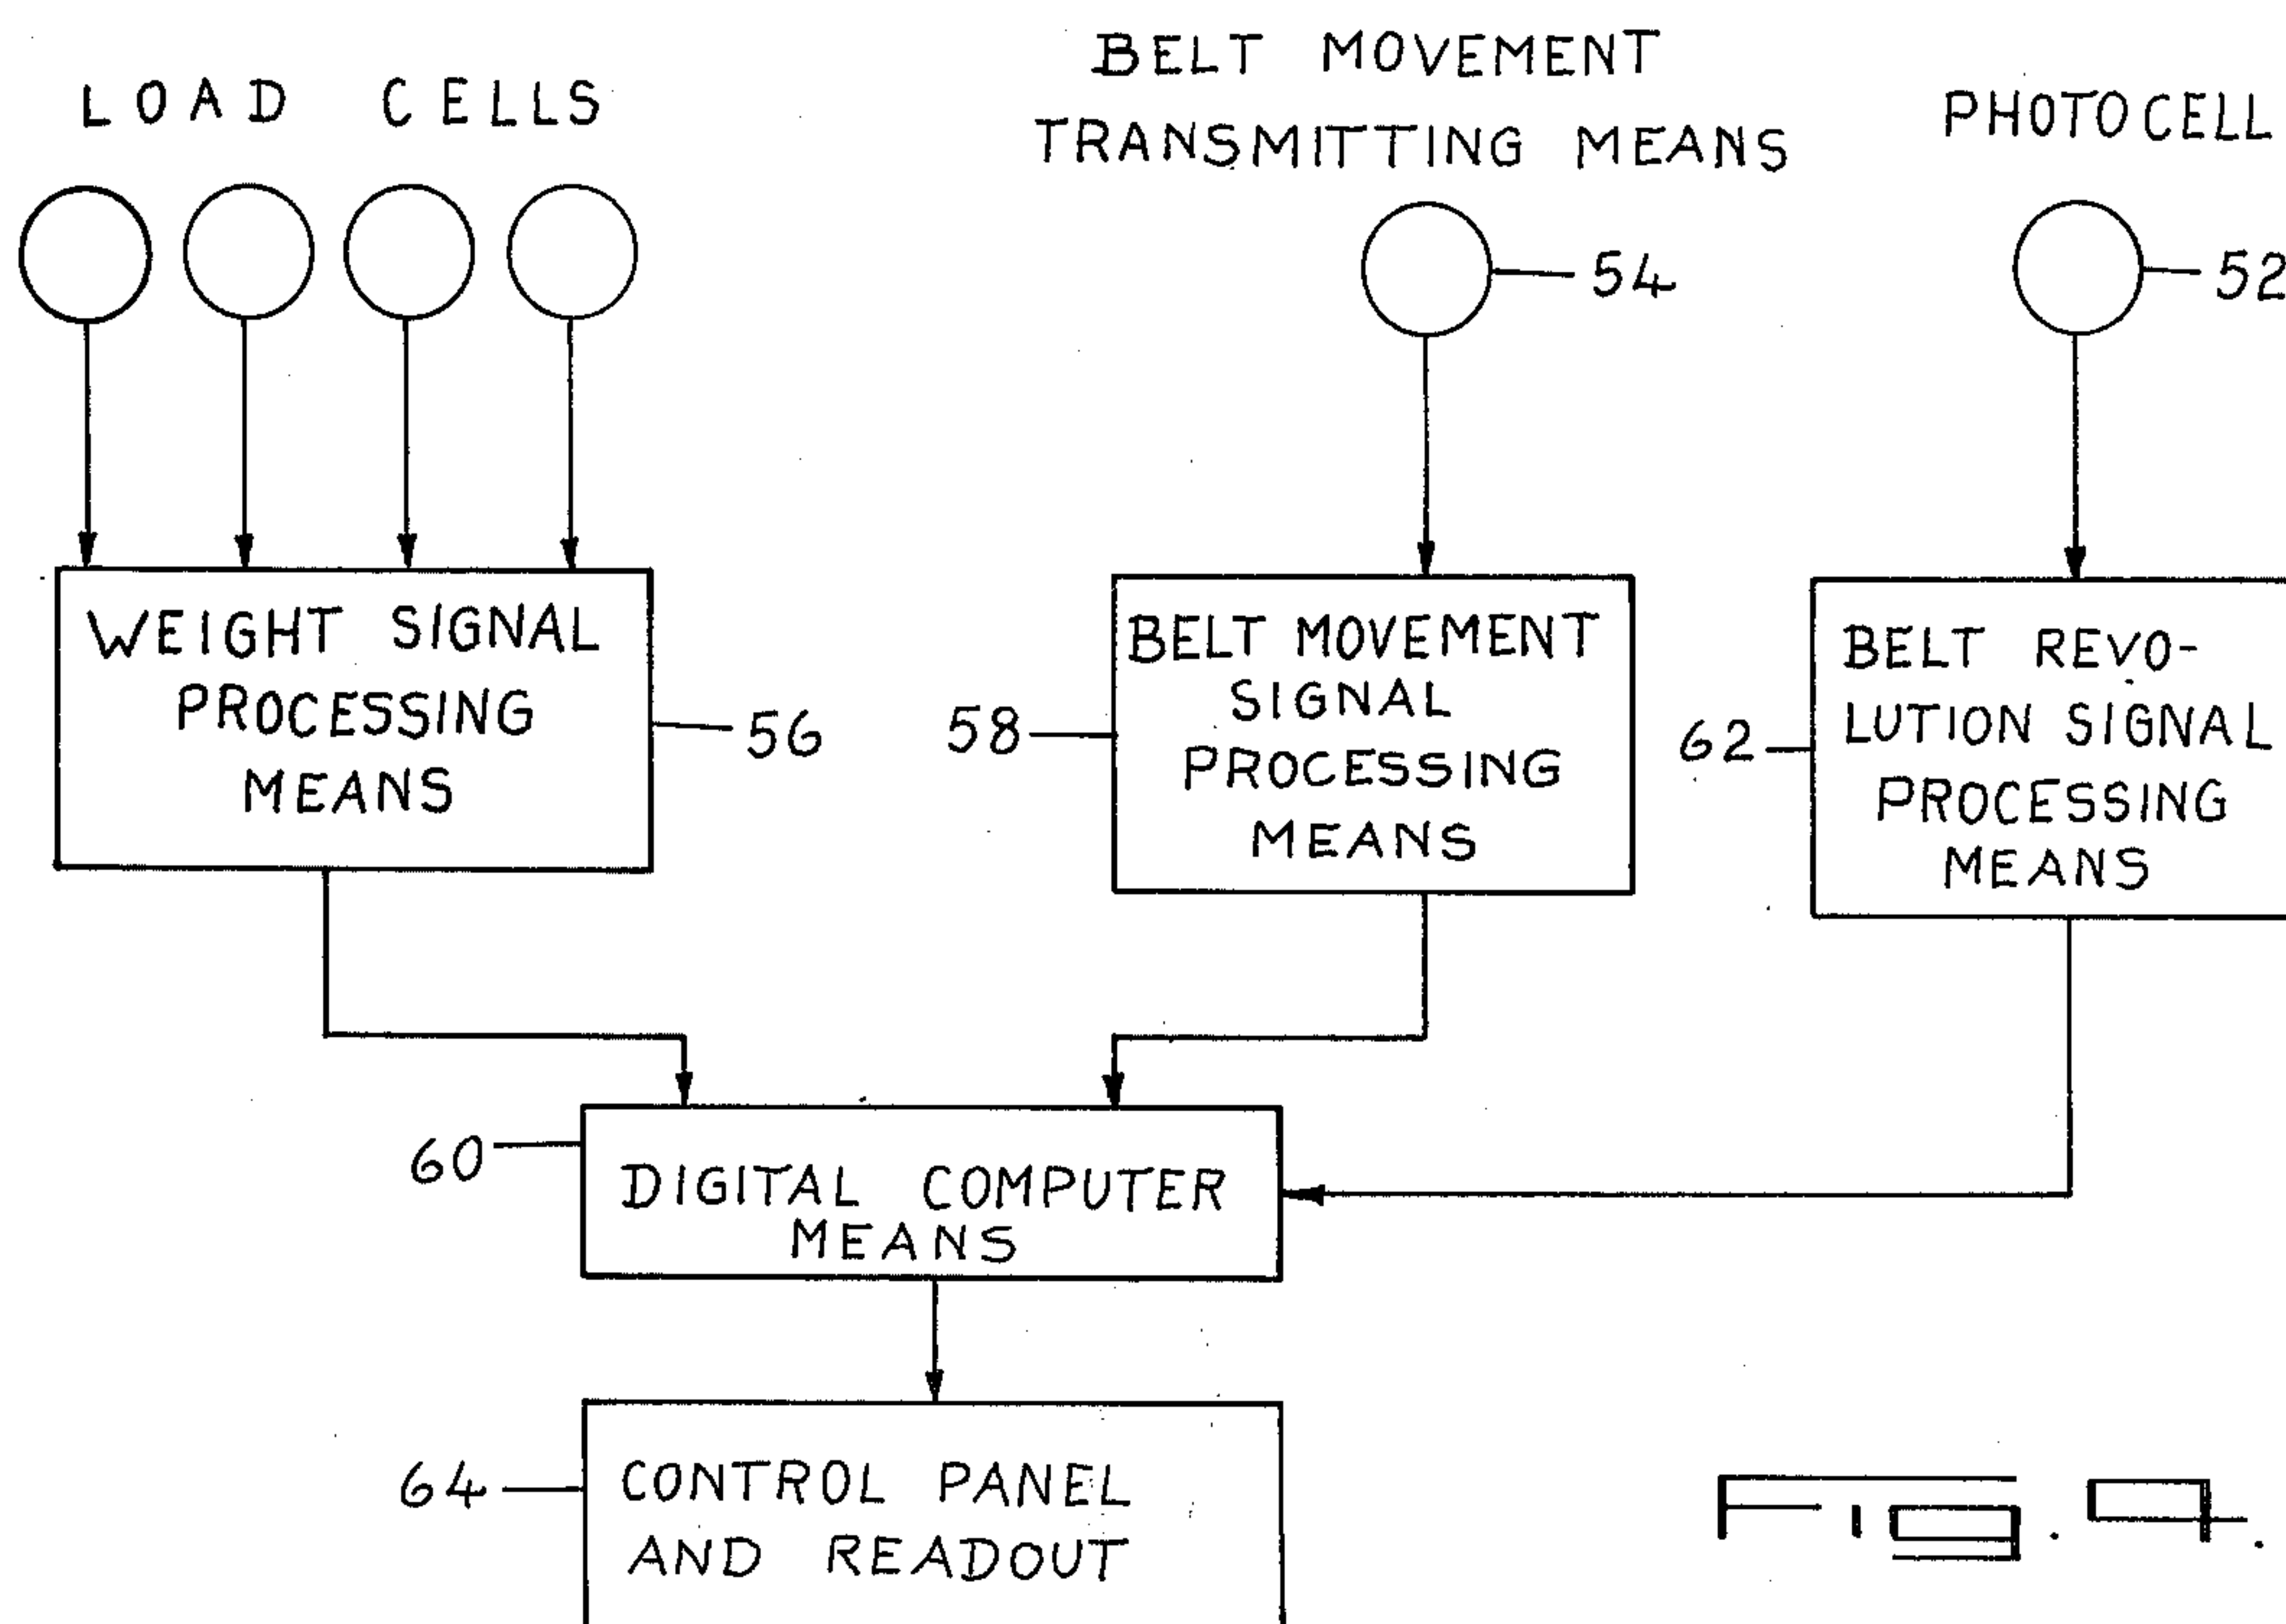 LOAD CELLS
BELT MOVEMENT
TRANSMITTING MEANS
PHOTOCELL
54
52
WEIGHT SIGNAL
PROCESSING
MEANS
56
BELT MOVEMENT
SIGNAL
PROCESSING
MEANS
58
BELT REVO-
LUTION SIGNAL
PROCESSING
MEANS
62
60
DIGITAL COMPUTER
MEANS
64
CONTROL PANEL
AND READOUT
Fig. 4.